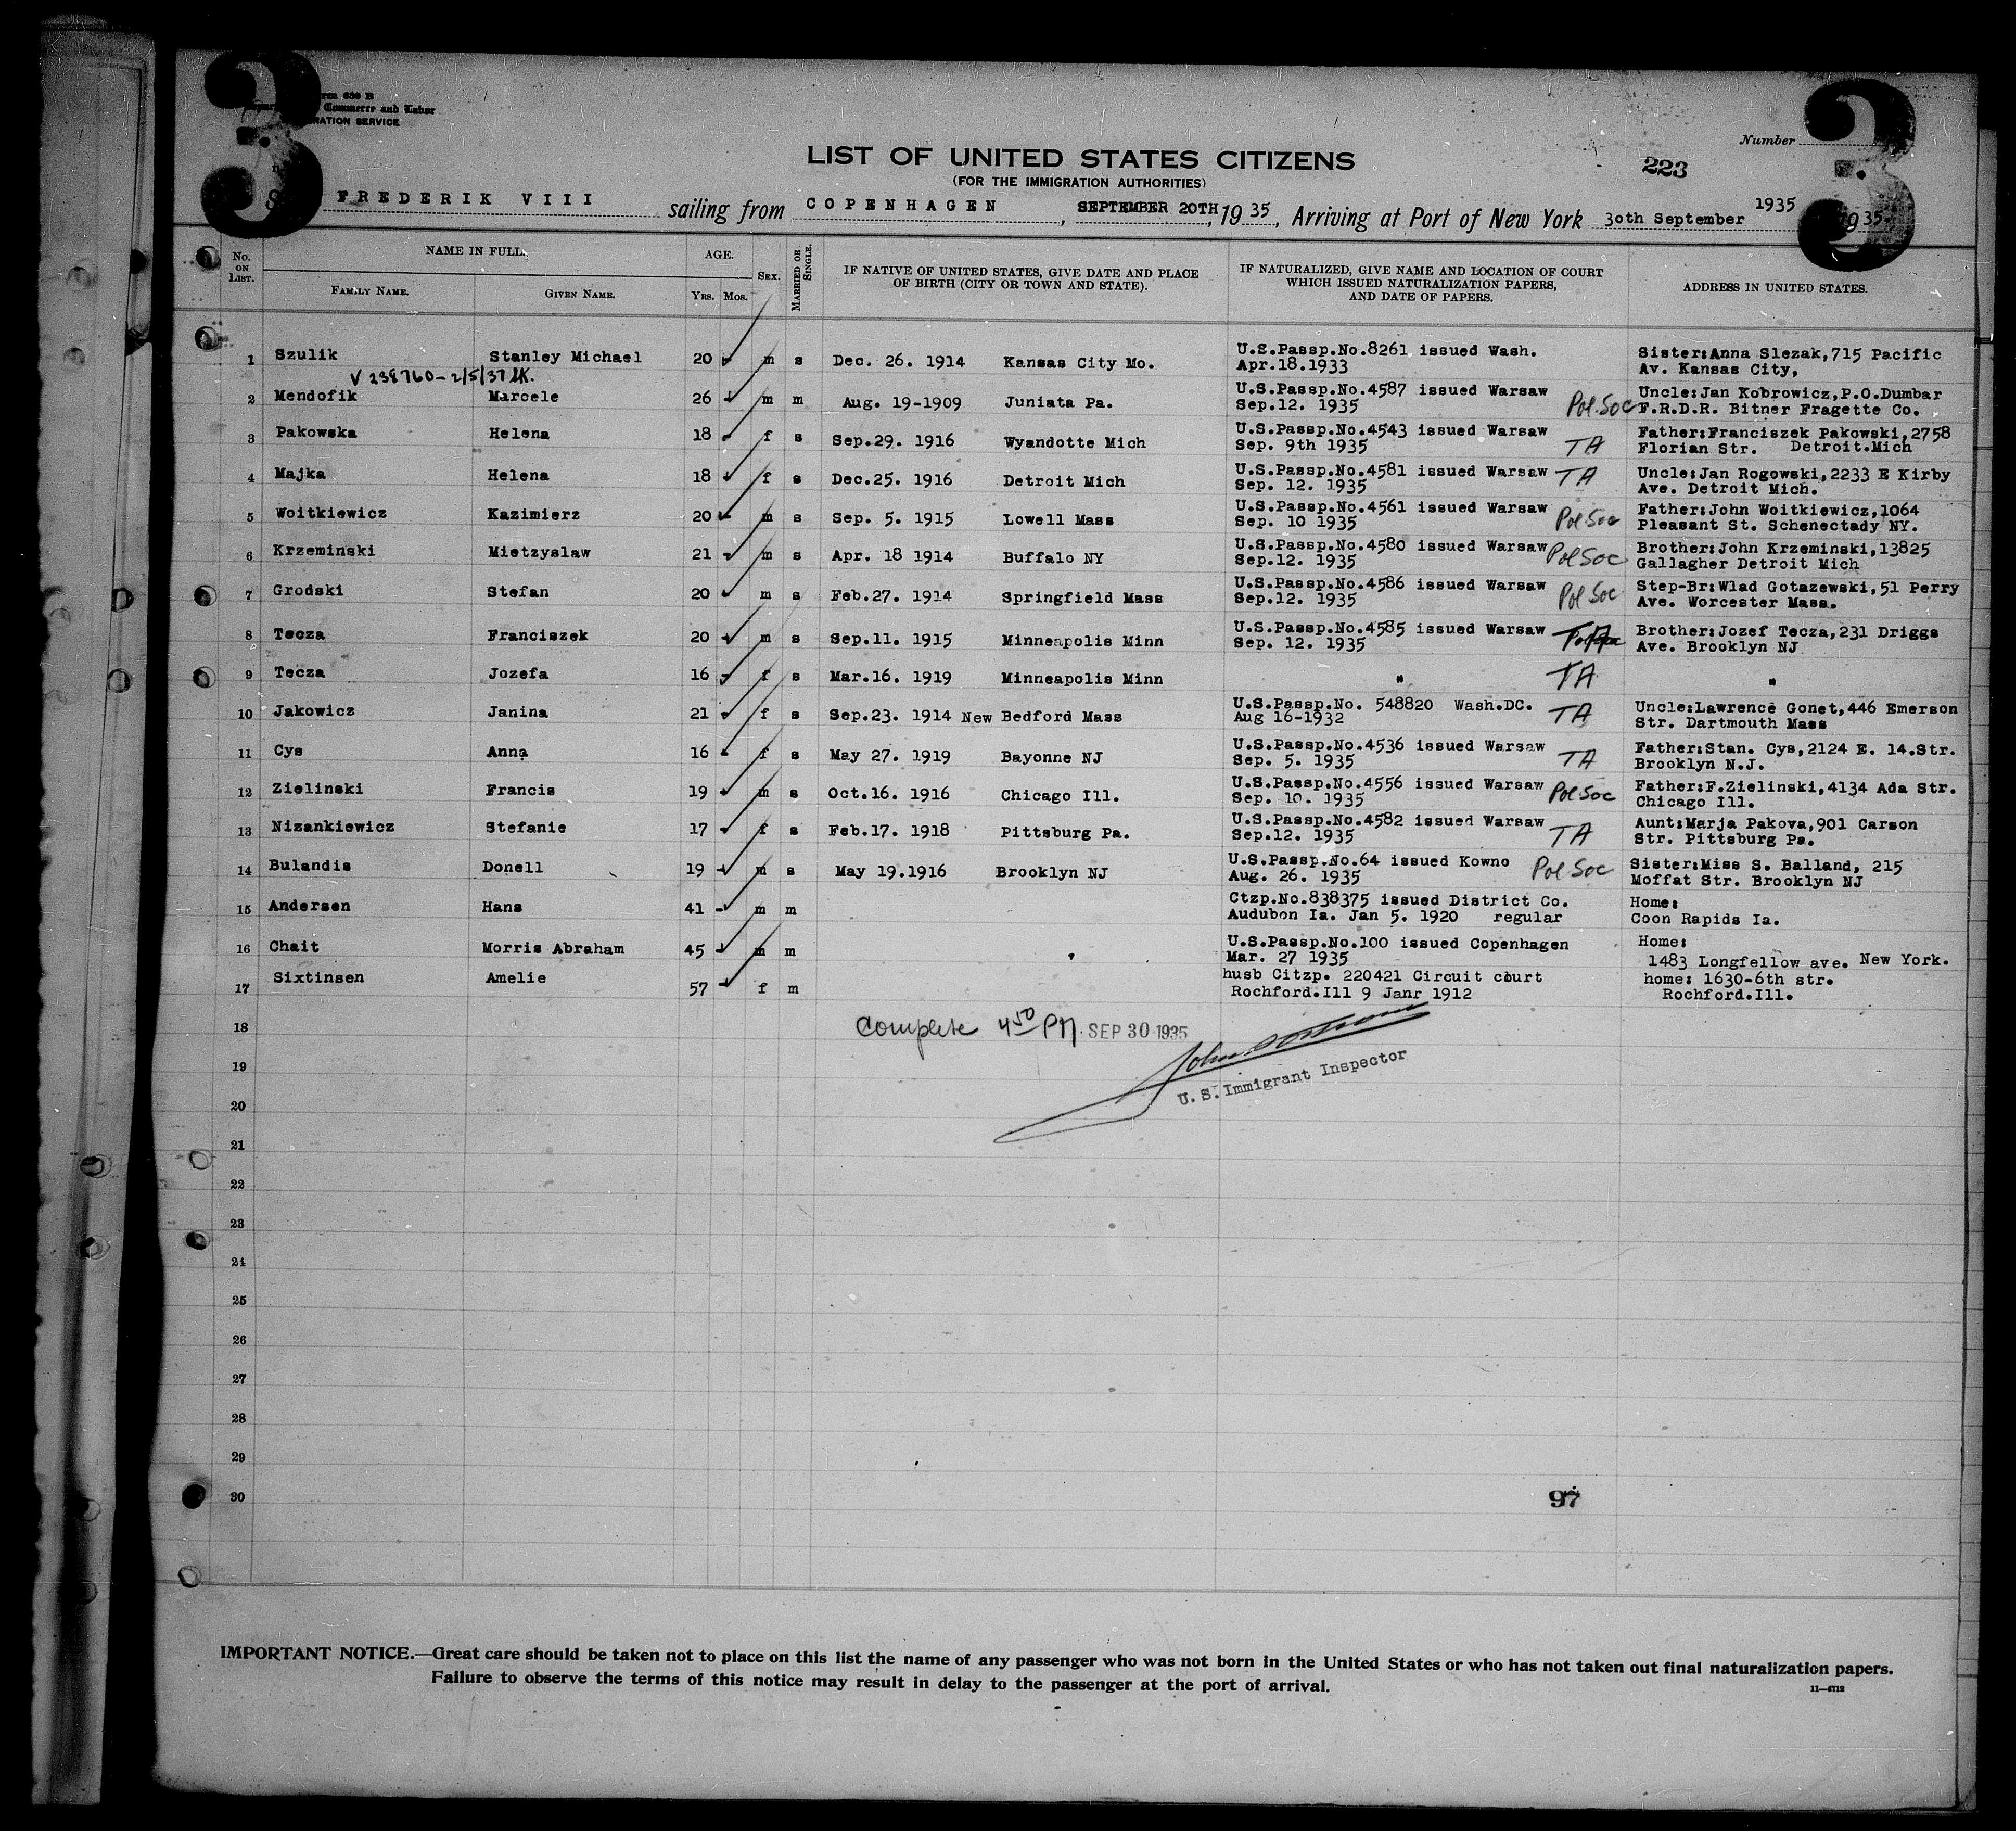 3
3
rm 630 B
Commerce and Labor
RATION SERVICE
Number
LIST OF UNITED STATES CITIZENS
(FOR THE IMMIGRATION AUTHORITIES)
223
FREDERIK VIII sailing from COPENHAGEN, SEPTEMBER 20TH, 1935, Arriving at Port of New York 30th September 1935 1935
No. ON LIST. NAME IN FULL. AGE. SEX. MARRIED OR SINGLE. IF NATIVE OF UNITED STATES, GIVE DATE AND PLACE OF BIRTH (CITY OR TOWN AND STATE). IF NATURALIZED, GIVE NAME AND LOCATION OF COURT WHICH ISSUED NATURALIZATION PAPERS, AND DATE OF PAPERS. ADDRESS IN UNITED STATES.
FAMILY NAME. GIVEN NAME. YRS. MOS.
1 Szulik Stanley Michael 20 m s Dec. 26. 1914 Kansas City Mo. U.S.Passp.No.8261 issued Wash. Sister:Anna Slezak,715 Pacific
Apr.18.1933 Av. Kansas City,
V 238760-2/5/37
2 Mendofik Marcele 26 m m Aug. 19-1909 Juniata Pa. U.S.Passp.No.4587 issued Warsaw Pol.Soc Uncle:Jan Kobrowicz,P.O.Dumbar
Sep.12. 1935 F.R.D.R. Bitner Fragette Co.
3 Pakowska Helena 18 f s Sep.29. 1916 Wyandotte Mich U.S.Passp.No.4543 issued Warsaw TA Father:Franciszek Pakowski,2758
Sep. 9th 1935 Florian Str. Detroit.Mich
4 Majka Helena 18 f s Dec.25. 1916 Detroit Mich U.S.Passp.No.4581 issued Warsaw TA Uncle:Jan Rogowski,2233 E Kirby
Sep. 12. 1935 Ave. Detroit Mich.
5 Woitkiewicz Kazimierz 20 m s Sep. 5. 1915 Lowell Mass U.S.Passp.No.4561 issued Warsaw Pol.Soc Father:John Woitkiewicz,1064
Sep. 10 1935 Pleasant St. Schenectady NY.
6 Krzeminski Mietzyslaw 21 m s Apr. 18 1914 Buffalo NY U.S.Passp.No.4580 issued Warsaw Pol Soc Brother:John Krzeminski,13825
Sep.12. 1935 Gallagher Detroit Mich
7 Grodski Stefan 20 m s Feb.27. 1914 Springfield Mass U.S.Passp.No.4586 issued Warsaw Pol Soc Step-Br:Wlad Gotazewski,51 Perry
Sep.12. 1935 Ave. Worcester Mass.
8 Tecza Franciszek 20 m s Sep.11. 1915 Minneapolis Minn U.S.Passp.No.4585 issued Warsaw Brother:Jozef Tecza,231 Driggs
Sep. 12. 1935 Ave. Brooklyn NJ
9 Tecza Jozefa 16 f s Mar.16. 1919 Minneapolis Minn " TA "
10 Jakowicz Janina 21 f s Sep.23. 1914 New Bedford Mass U.S.Passp.No. 548820 Wash.DC. TA Uncle:Lawrence Gonet,446 Emerson
Aug 16-1932 Str. Dartmouth Mass
11 Cys Anna 16 f s May 27. 1919 Bayonne NJ U.S.Passp.No.4536 issued Warsaw TA Father:Stan. Cys,2124 E. 14.Str.
Sep. 5. 1935 Brooklyn N.J.
12 Zielinski Francis 19 m s Oct.16. 1916 Chicago Ill. U.S.Passp.No.4556 issued Warsaw Pol.Soc Father:F.Zielinski,4134 Ada Str.
Sep. 10. 1935 Chicago Ill.
13 Nizankiewicz Stefanie 17 f s Feb.17. 1918 Pittsburg Pa. U.S.Passp.No.4582 issued Warsaw TA Aunt:Marja Pakova,901 Carson
Sep.12. 1935 Str. Pittsburg Pa.
14 Bulandis Donell 19 m s May 19.1916 Brooklyn NJ U.S.Passp.No.64 issued Kowno Pol Soc Sister:Miss S. Balland, 215
Aug. 26. 1935 Moffat Str. Brooklyn NJ
15 Andersen Hans 41 m m Ctzp.No.838375 issued District Co. Home:
Audubon Ia. Jan 5. 1920 regular Coon Rapids Ia.
16 Chait Morris Abraham 45 m m U.S.Passp.No.100 issued Copenhagen Home:
Mar. 27 1935 1483 Longfellow ave. New York.
17 Sixtinsen Amelie 57 f m husb Citzp. 220421 Circuit court home: 1630-6th str.
Rochford.Ill 9 Janr 1912 Rochford.Ill.
18 Complete 4 50 PM SEP 30 1935
U.S. Immigrant Inspector
19
20
21
22
23
24
25
26
27
28
29
30
97
IMPORTANT NOTICE.—Great care should be taken not to place on this list the name of any passenger who was not born in the United States or who has not taken out final naturalization papers.
Failure to observe the terms of this notice may result in delay to the passenger at the port of arrival.
11—4712